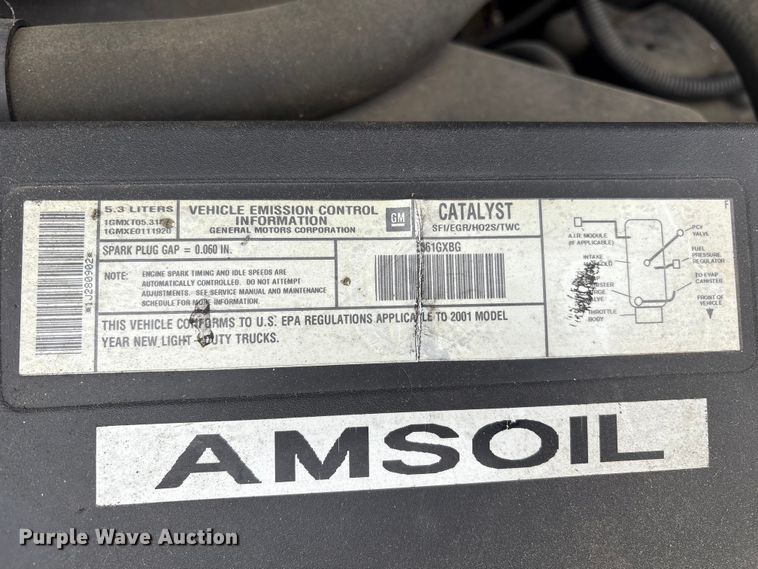 *1J280902*
5.3 LITERS
1GMXT05.3
1GMXE0111920
VEHICLE EMISSION CONTROL
INFORMATION
GENERAL MOTORS CORPORATION
GM
CATALYST
SFI/EGR/HO2S/TWC
SPARK PLUG GAP = 0.060 IN.
61GXBG
NOTE: ENGINE SPARK TIMING AND IDLE SPEEDS ARE
AUTOMATICALLY CONTROLLED. DO NOT ATTEMPT
ADJUSTMENTS. SEE SERVICE MANUAL AND MAINTENANCE
SCHEDULE FOR MORE INFORMATION.
THIS VEHICLE CONFORMS TO U.S. EPA REGULATIONS APPLICABLE TO 2001 MODEL
YEAR NEW LIGHT-DUTY TRUCKS.
F
A.I.R. MODULE
(IF APPLICABLE)
INTAKE
THROTTLE
BODY
PCV
VALVE
FUEL
PRESSURE
REGULATOR
TO EVAP
CANISTER
FRONT OF
VEHICLE
AMSOIL
Purple Wave Auction